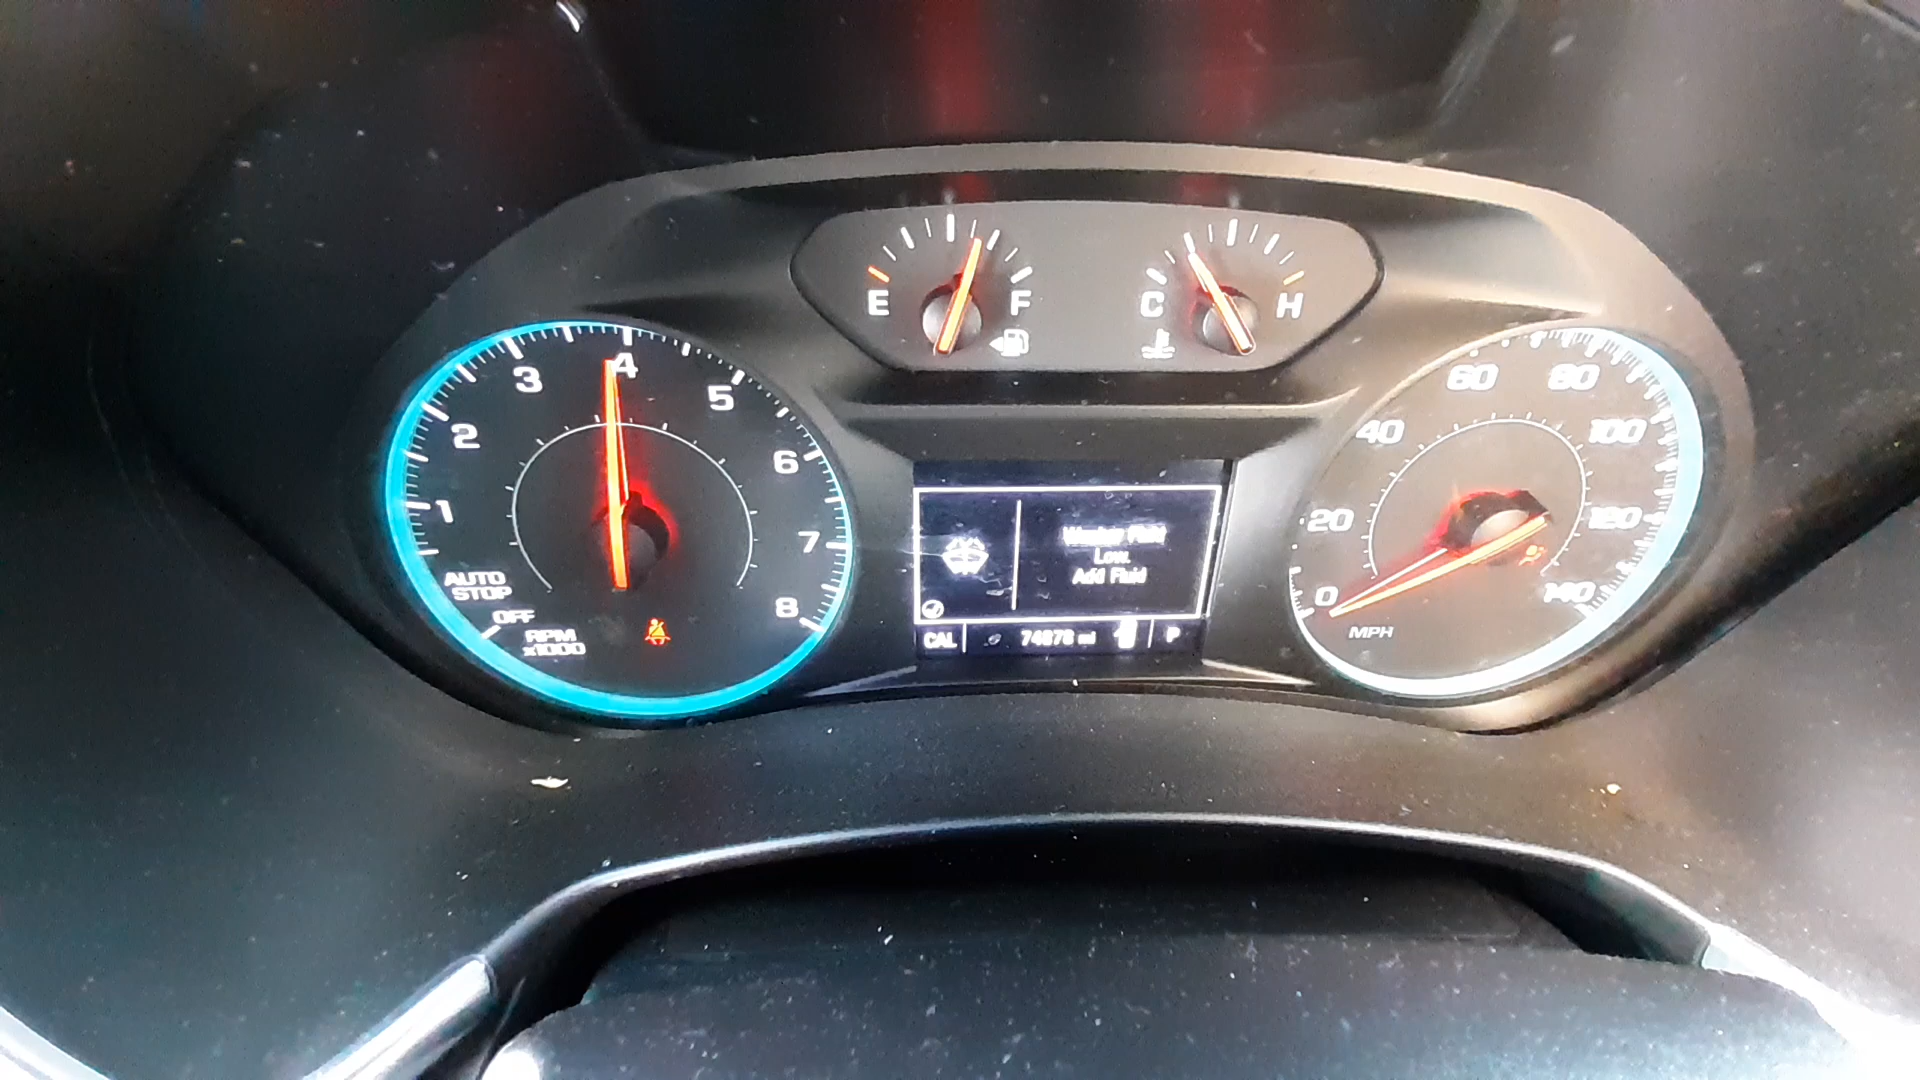 E
F
C
H
1
2
3
4
5
6
7
8
AUTO
STOP
OFF
RPM
x1000
Washer Fluid
Low.
Add Fluid
CAL
mi
P
0
20
40
60
80
100
120
140
MPH